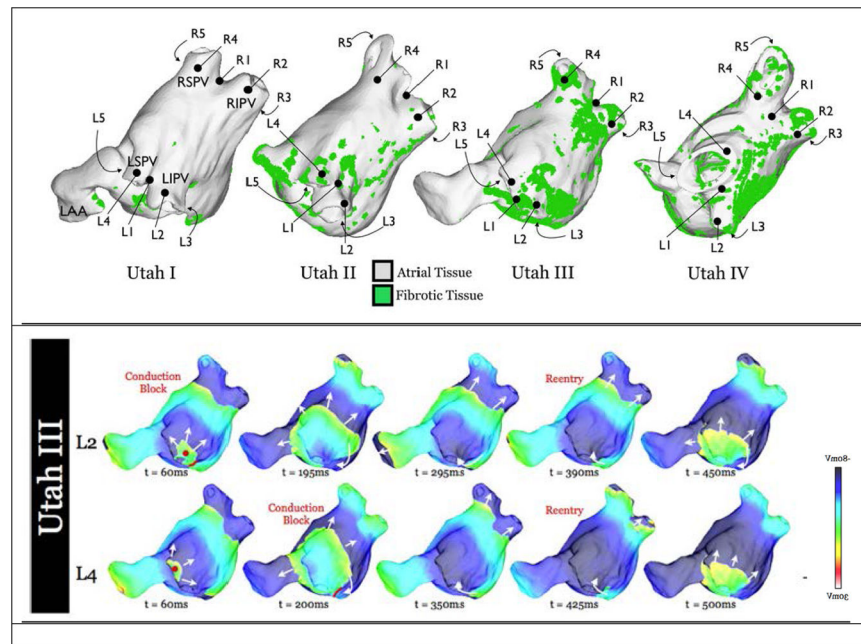 R5
R4
RSPV
R1
R2
RIPV
R3
L5
LSPV
LIPV
LAA
L4
L1
L2
L3
Utah I
R5
R4
R1
R2
R3
L4
L5
L1
L2
L3
Utah II
R5
R4
R1
R2
R3
L4
L5
L1
L2
L3
Utah III
R5
R4
R1
R2
R3
L4
L5
L1
L2
Utah IV
Atrial Tissue
Fibrotic Tissue
Utah III
Conduction
Block
Reentry
L2
t = 60ms
t = 195ms
t = 295ms
t = 390ms
t = 450ms
Conduction
Block
Reentry
L4
t = 60ms
t = 200ms
t = 350ms
t = 425ms
t = 500ms
-80mV
30mV